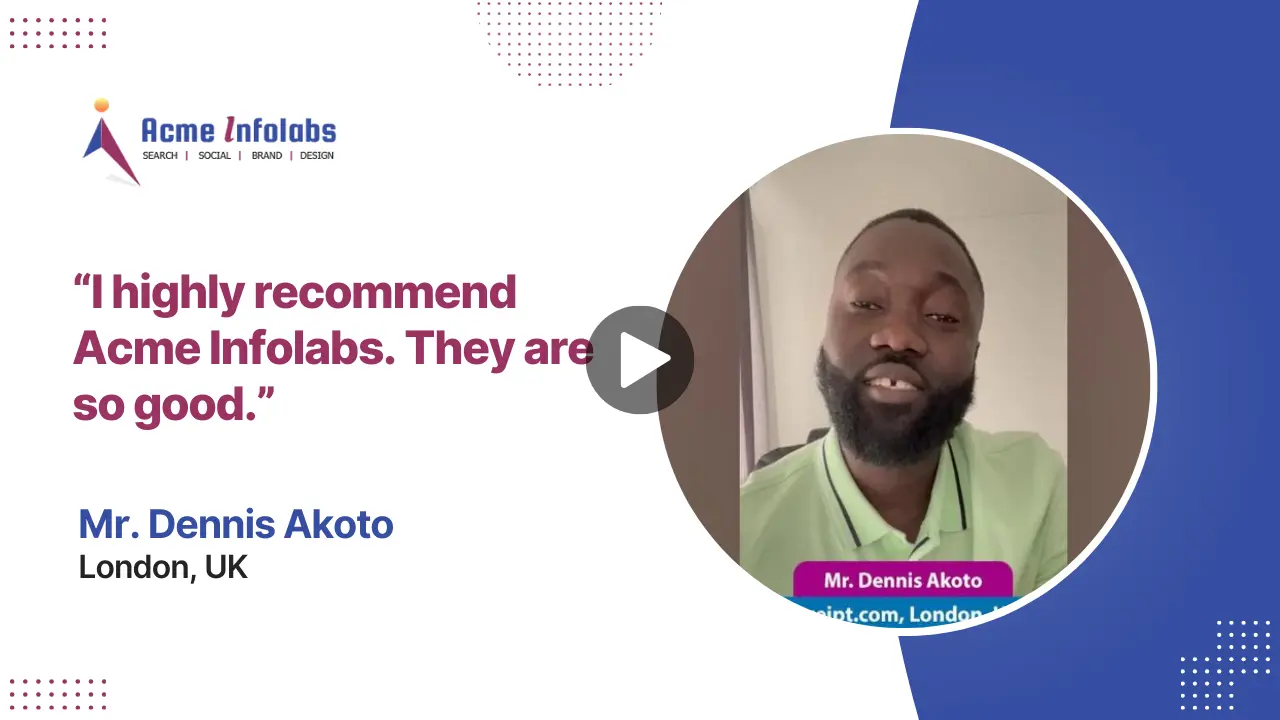 Acme Infolabs
SEARCH | SOCIAL | BRAND | DESIGN
“I highly recommend
Acme Infolabs. They are
so good.”
Mr. Dennis Akoto
London, UK
Mr. Dennis Akoto
London